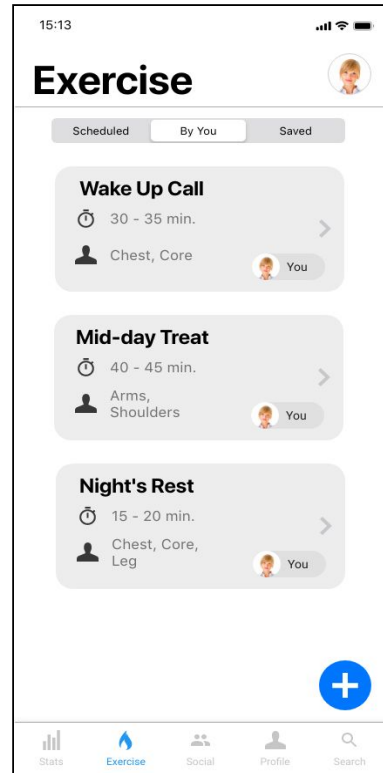 15:13
Exercise
Scheduled By You Saved
Wake Up Call
30 - 35 min.
Chest, Core
You
Mid-day Treat
40 - 45 min.
Arms,
Shoulders
You
Night's Rest
15 - 20 min.
Chest, Core,
Leg
You
Stats Exercise Social Profile Search